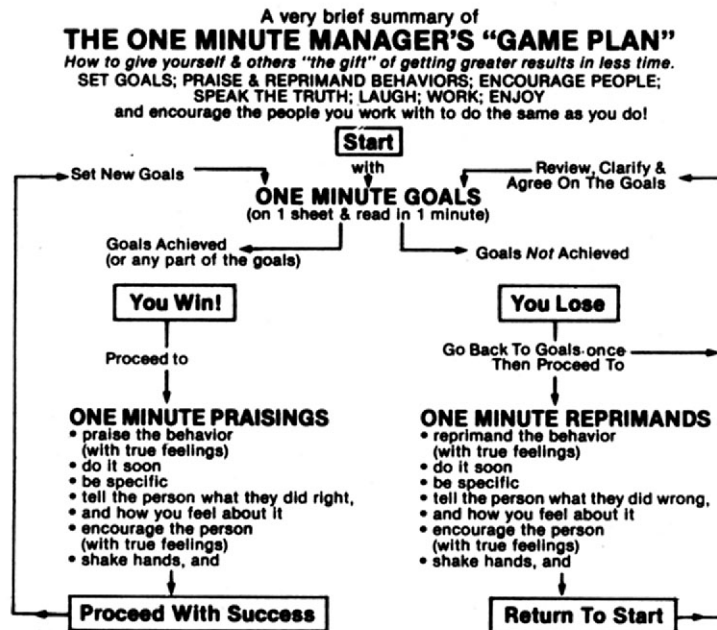 A very brief summary of
THE ONE MINUTE MANAGER'S "GAME PLAN"
How to give yourself & others "the gift" of getting greater results in less time.
SET GOALS; PRAISE & REPRIMAND BEHAVIORS; ENCOURAGE PEOPLE;
SPEAK THE TRUTH; LAUGH; WORK; ENJOY
and encourage the people you work with to do the same as you do!
Start
with
Set New Goals
Review, Clarify &
Agree On The Goals
ONE MINUTE GOALS
(on 1 sheet & read in 1 minute)
Goals Achieved
(or any part of the goals)
Goals Not Achieved
You Win!
You Lose
Proceed to
Go Back To Goals once
Then Proceed To
ONE MINUTE PRAISINGS
• praise the behavior
(with true feelings)
• do it soon
• be specific
• tell the person what they did right,
• and how you feel about it
• encourage the person
(with true feelings)
• shake hands, and
Proceed With Success
ONE MINUTE REPRIMANDS
• reprimand the behavior
(with true feelings)
• do it soon
• be specific
• tell the person what they did wrong,
• and how you feel about it
• encourage the person
(with true feelings)
• shake hands, and
Return To Start